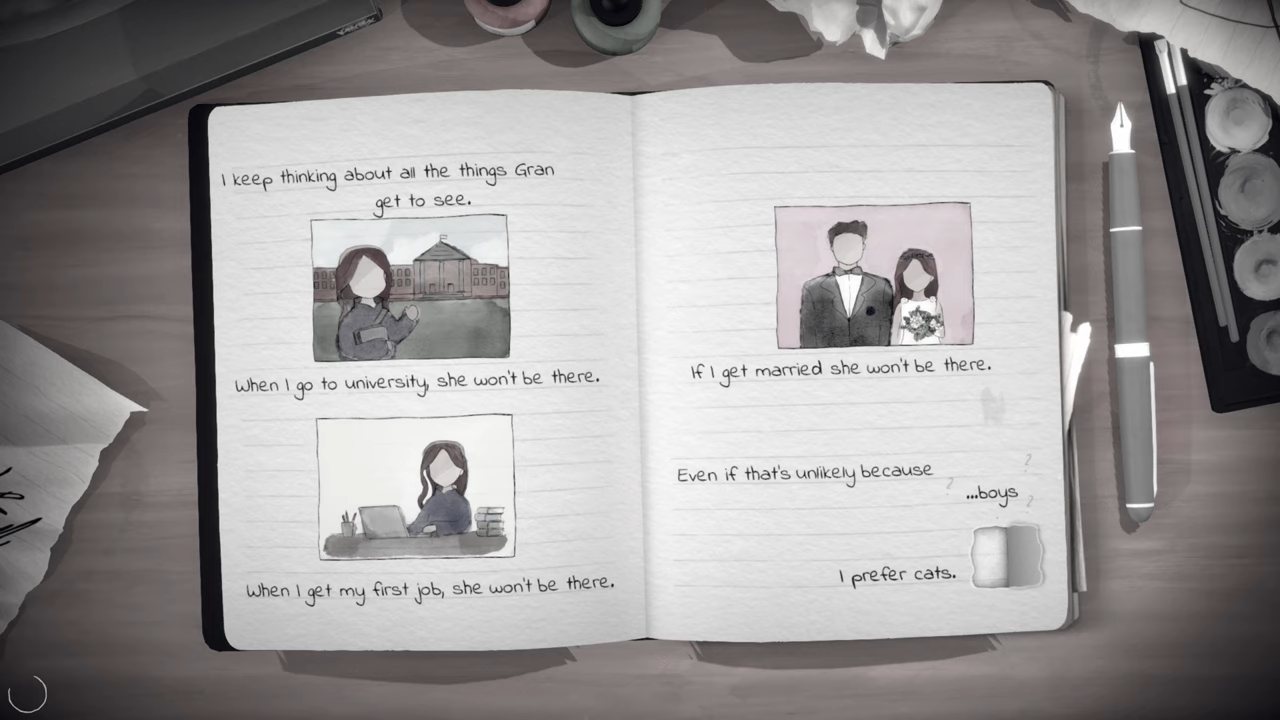 I keep thinking about all the things Gran
get to see.
When I go to university, she won't be there.
When I get my first job, she won't be there.
If I get married she won't be there.
Even if that's unlikely because
?
?
...boys
?
I prefer cats.